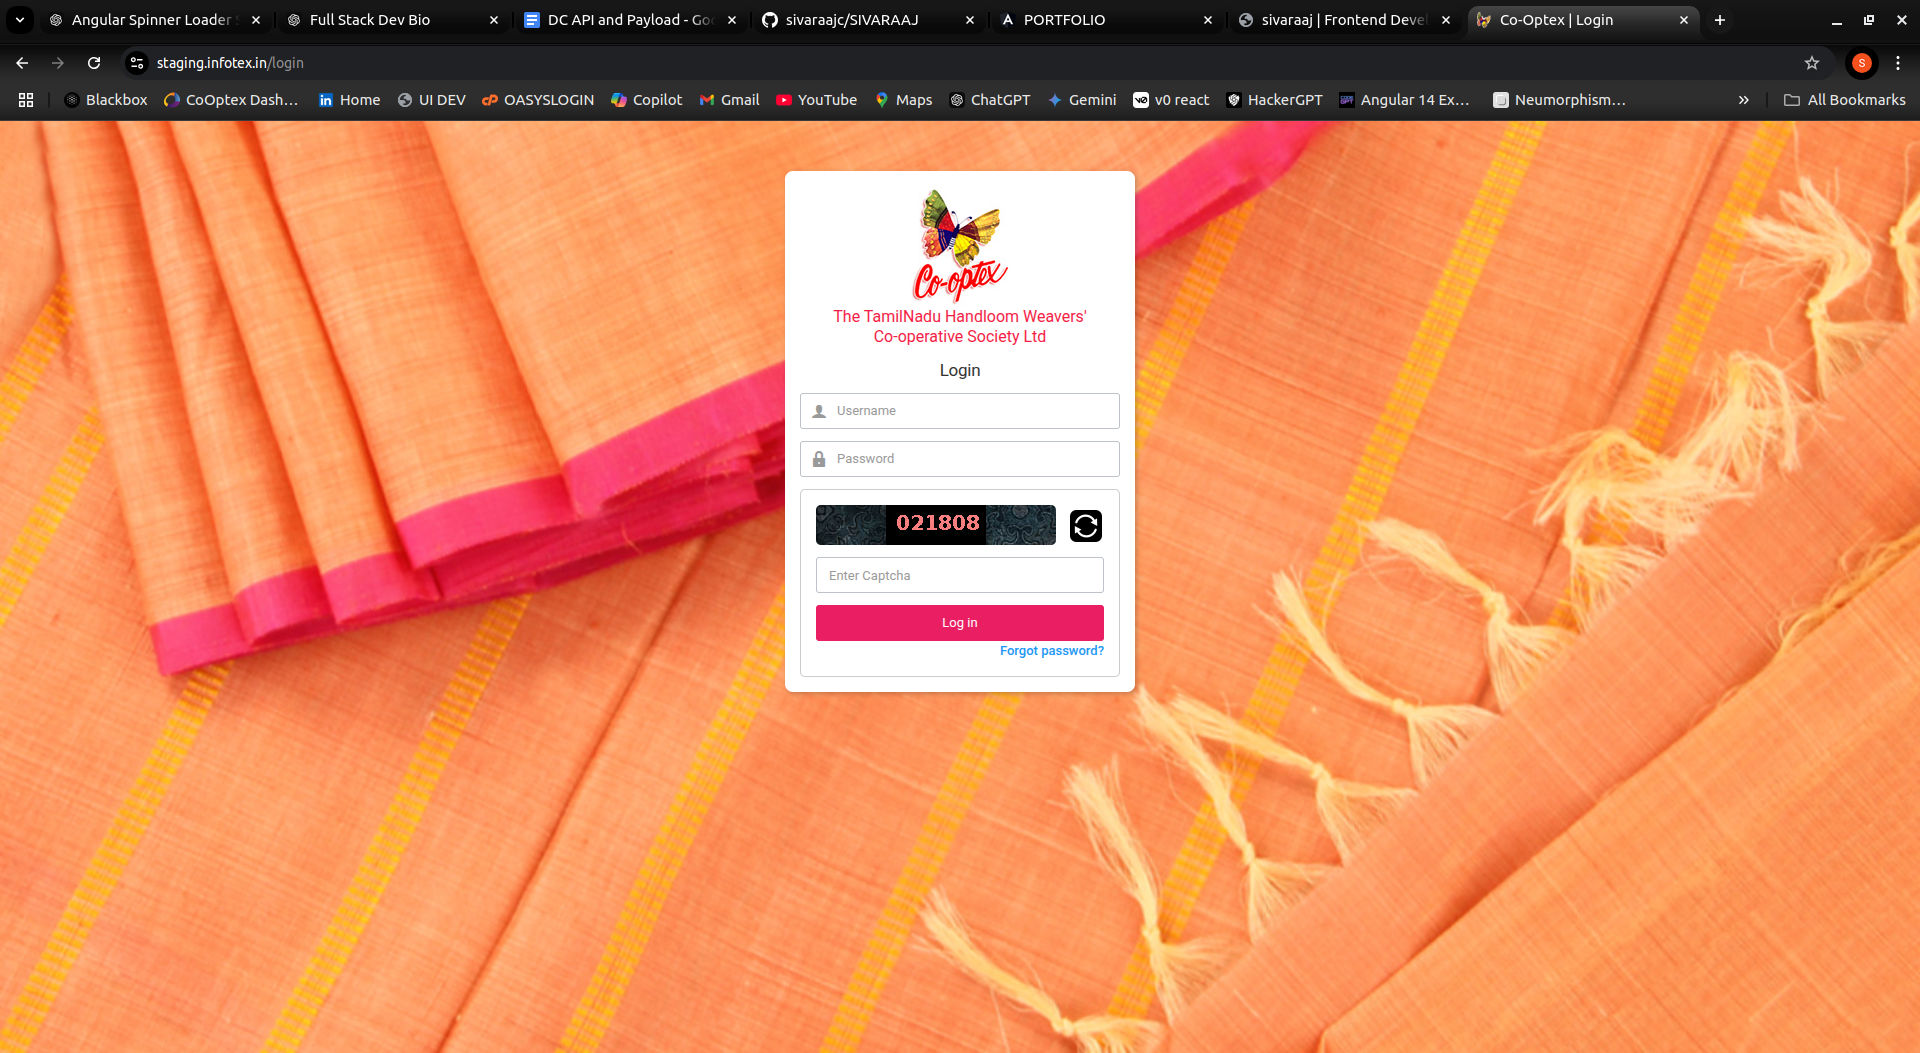 Angular Spinner Loader
Full Stack Dev Bio
DC API and Payload - Goo
sivaraajc/SIVARAAJ
PORTFOLIO
sivaraaj | Frontend Devel
Co-Optex | Login
staging.infotex.in/login
S
Blackbox
CoOptex Dash...
Home
UI DEV
OASYSLOGIN
Copilot
Gmail
YouTube
Maps
ChatGPT
Gemini
v0 react
HackerGPT
Angular 14 Ex...
Neumorphism...
All Bookmarks
Co-optex
The TamilNadu Handloom Weavers'
Co-operative Society Ltd
Login
Username
Password
021808
Enter Captcha
Log in
Forgot password?